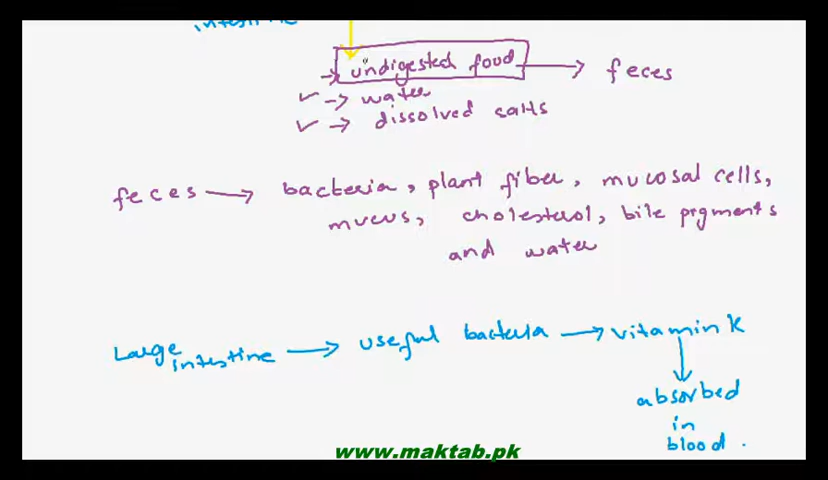 intestine
→ undigested food → feces
✓ → water
✓ → dissolved salts
feces → bacteria, plant fiber, mucosal cells,
mucus, cholesterol, bile pigments
and water
Large intestine → useful bacteria → vitamin K
absorbed
in
blood.
www.maktab.pk